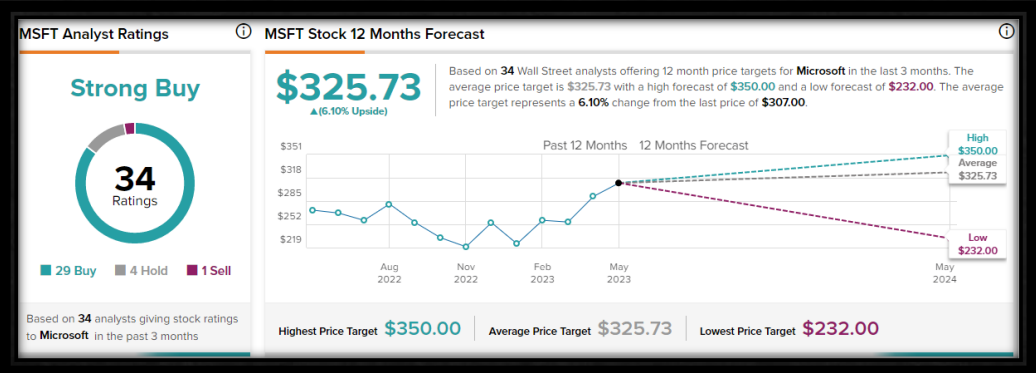 MSFT Analyst Ratings
Strong Buy
34
Ratings
29 Buy
4 Hold
1 Sell
Based on 34 analysts giving stock ratings
to Microsoft in the past 3 months
MSFT Stock 12 Months Forecast
$325.73
▲(6.10% Upside)
Based on 34 Wall Street analysts offering 12 month price targets for Microsoft in the last 3 months. The
average price target is $325.73 with a high forecast of $350.00 and a low forecast of $232.00. The average
price target represents a 6.10% change from the last price of $307.00.
Past 12 Months
12 Months Forecast
$351
$318
$285
$252
$219
High
$350.00
Average
$325.73
Low
$232.00
Aug
2022
Nov
2022
Feb
2023
May
2023
May
2024
Highest Price Target $350.00
Average Price Target $325.73
Lowest Price Target $232.00